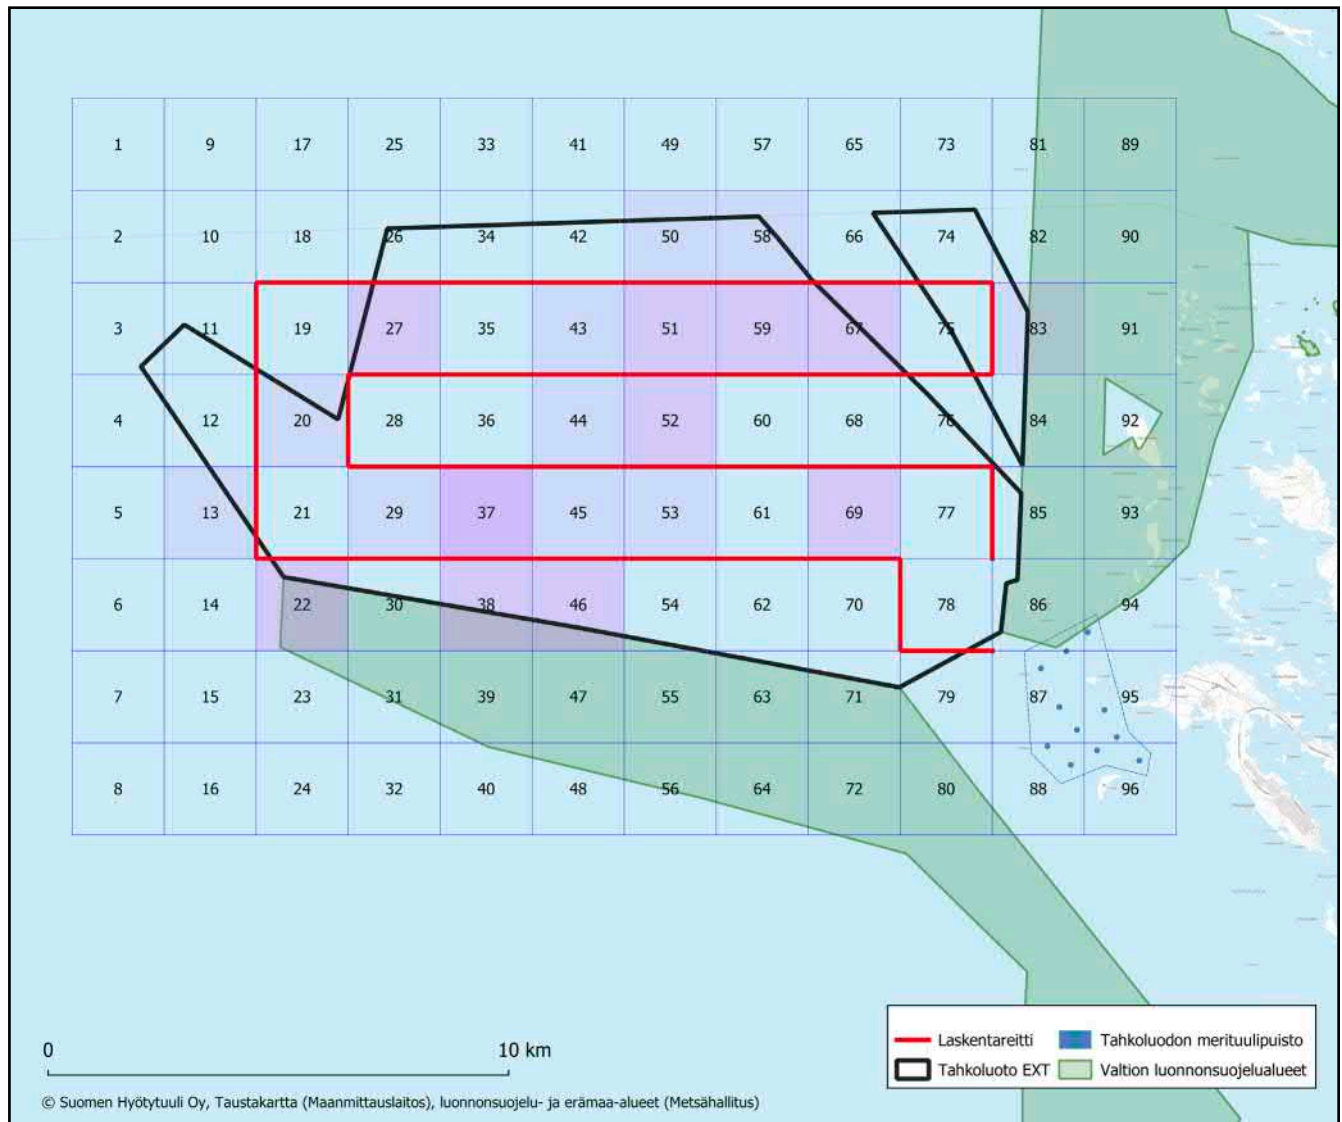 1 9 17 25 33 41 49 57 65 73 81 89
2 10 18 26 34 42 50 58 66 74 82 90
3 11 19 27 35 43 51 59 67 75 83 91
4 12 20 28 36 44 52 60 68 76 84 92
5 13 21 29 37 45 53 61 69 77 85 93
6 14 22 30 38 46 54 62 70 78 86 94
7 15 23 31 39 47 55 63 71 79 87 95
8 16 24 32 40 48 56 64 72 80 88 96
Laskentareitti
Tahkoluodon merituulipuisto
Tahkoluoto EXT
Valtion luonnonsuojelualueet
0 10 km
© Suomen Hyötytuuli Oy, Taustakartta (Maanmittauslaitos), luonnonsuojelu- ja erämaa-alueet (Metsähallitus)